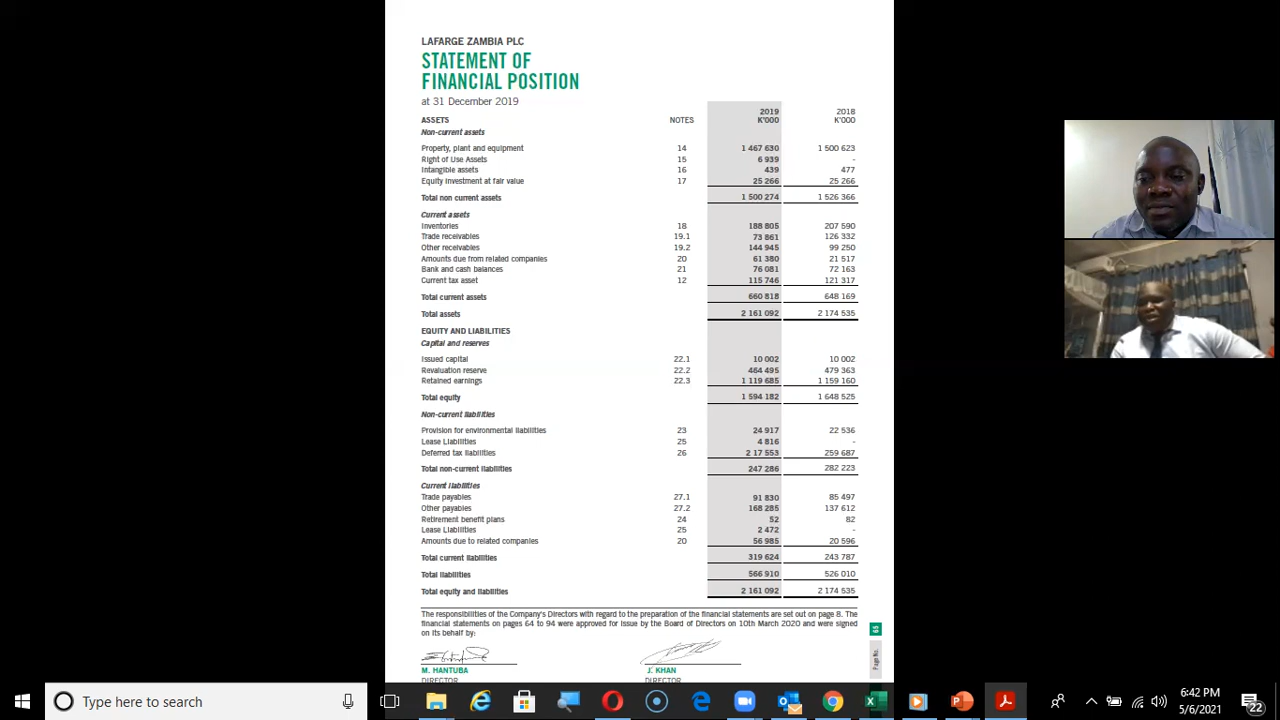 LAFARGE ZAMBIA PLC
STATEMENT OF
FINANCIAL POSITION
at 31 December 2019
2019 2018
ASSETS NOTES K'000 K'000
Non-current assets
Property, plant and equipment 14 1 467 630 1 500 623
Right of Use Assets 15 6 939 -
Intangible assets 16 439 477
Equity investment at fair value 17 25 266 25 266
Total non current assets 1 500 274 1 526 366
Current assets
Inventories 18 188 805 207 590
Trade receivables 19.1 73 861 126 332
Other receivables 19.2 144 945 99 250
Amounts due from related companies 20 61 380 21 517
Bank and cash balances 21 76 081 72 163
Current tax asset 12 115 746 121 317
Total current assets 660 818 648 169
Total assets 2 161 092 2 174 535
EQUITY AND LIABILITIES
Capital and reserves
Issued capital 22.1 10 002 10 002
Revaluation reserve 22.2 464 495 479 363
Retained earnings 22.3 1 119 685 1 159 160
Total equity 1 594 182 1 648 525
Non-current liabilities
Provision for environmental liabilities 23 24 917 22 536
Lease Liabilities 25 4 816 -
Deferred tax liabilities 26 2 17 553 259 687
Total non-current liabilities 247 286 282 223
Current liabilities
Trade payables 27.1 91 830 85 497
Other payables 27.2 168 285 137 612
Retirement benefit plans 24 52 82
Lease Liabilities 25 2 472 -
Amounts due to related companies 20 56 985 20 596
Total current liabilities 319 624 243 787
Total liabilities 566 910 526 010
Total equity and liabilities 2 161 092 2 174 535
The responsibilities of the Company's Directors with regard to the preparation of the financial statements are set out on page 8. The
financial statements on pages 64 to 94 were approved for issue by the Board of Directors on 10th March 2020 and were signed
on its behalf by:
M. HANTUBA J. KHAN
DIRECTOR DIRECTOR
Page No. 65
Type here to search
4:42 PM
5/6/2021
22